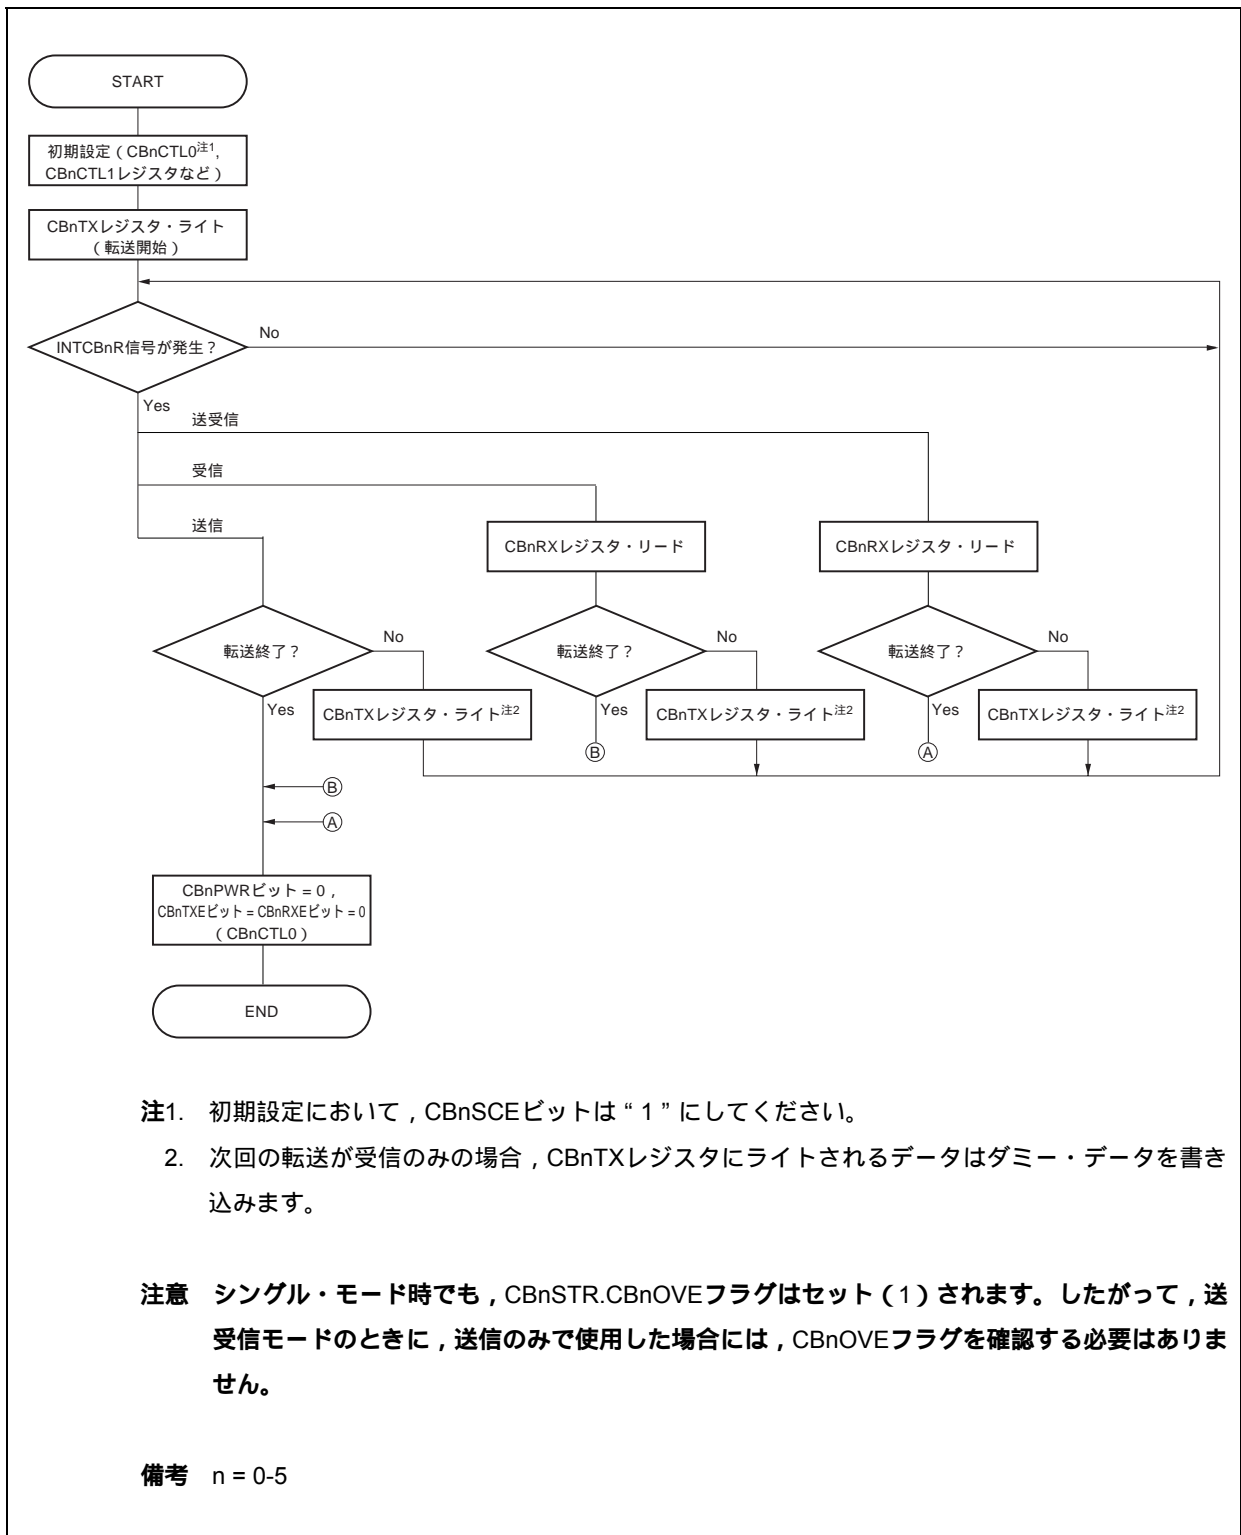 START
初期設定（CBnCTL0注1,
CBnCTL1レジスタなど）
CBnTXレジスタ・ライト
（転送開始）
INTCBnR信号が発生？
No
Yes
送受信
受信
送信
CBnRXレジスタ・リード
CBnRXレジスタ・リード
転送終了？
No
転送終了？
No
転送終了？
No
Yes
CBnTXレジスタ・ライト注2
Yes
CBnTXレジスタ・ライト注2
Yes
CBnTXレジスタ・ライト注2
B
A
B
A
CBnPWRビット = 0，
CBnTXEビット = CBnRXEビット = 0
（CBnCTL0）
END
注1. 初期設定において，CBnSCEビットは“1”にしてください。
2. 次回の転送が受信のみの場合，CBnTXレジスタにライトされるデータはダミー・データを書き
込みます。
注意 シングル・モード時でも，CBnSTR.CBnOVEフラグはセット（1）されます。したがって，送
受信モードのときに，送信のみで使用した場合には，CBnOVEフラグを確認する必要はありま
せん。
備考 n = 0-5